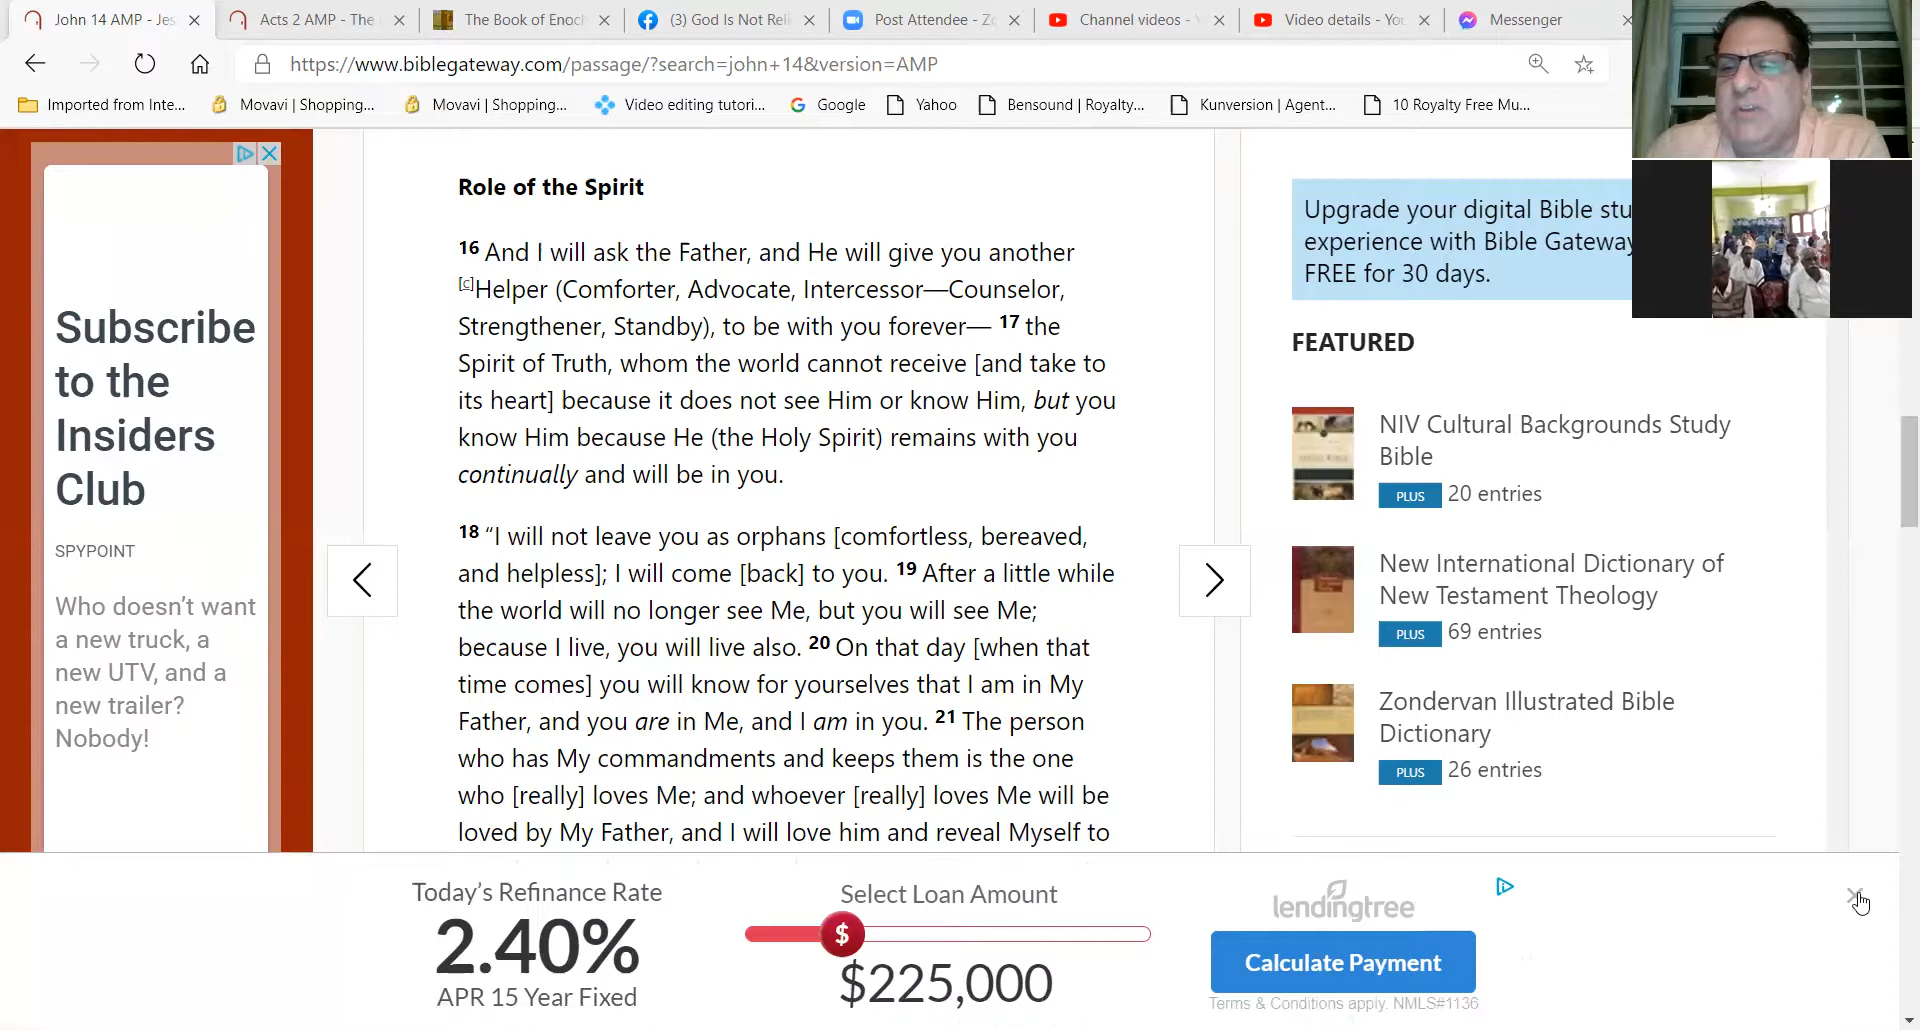 John 14 AMP - Jes
Acts 2 AMP - The
The Book of Enoch
(3) God Is Not Reli
Post Attendee - Zo
Channel videos -
Video details - You
Messenger
https://www.biblegateway.com/passage/?search=john+14&version=AMP
Imported from Inte...
Movavi | Shopping...
Movavi | Shopping...
Video editing tutori...
Google
Yahoo
Bensound | Royalty...
Kunversion | Agent...
10 Royalty Free Mu...
Subscribe
to the
Insiders
Club
SPYPOINT
Who doesn't want
a new truck, a
new UTV, and a
new trailer?
Nobody!
Role of the Spirit
16 And I will ask the Father, and He will give you another
[c]Helper (Comforter, Advocate, Intercessor—Counselor,
Strengthener, Standby), to be with you forever— 17 the
Spirit of Truth, whom the world cannot receive [and take to
its heart] because it does not see Him or know Him, but you
know Him because He (the Holy Spirit) remains with you
continually and will be in you.
18 “I will not leave you as orphans [comfortless, bereaved,
and helpless]; I will come [back] to you. 19 After a little while
the world will no longer see Me, but you will see Me;
because I live, you will live also. 20 On that day [when that
time comes] you will know for yourselves that I am in My
Father, and you are in Me, and I am in you. 21 The person
who has My commandments and keeps them is the one
who [really] loves Me; and whoever [really] loves Me will be
loved by My Father, and I will love him and reveal Myself to
Upgrade your digital Bible stu
experience with Bible Gateway
FREE for 30 days.
FEATURED
NIV Cultural Backgrounds Study
Bible
PLUS 20 entries
New International Dictionary of
New Testament Theology
PLUS 69 entries
Zondervan Illustrated Bible
Dictionary
PLUS 26 entries
Today's Refinance Rate
2.40%
APR 15 Year Fixed
Select Loan Amount
$
$225,000
lendingtree
Calculate Payment
Terms & Conditions apply. NMLS#1136